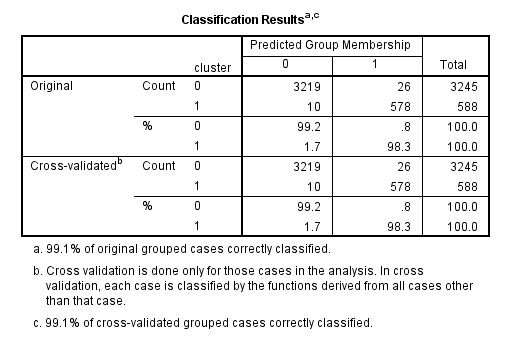 Classification Results a,c
Predicted Group Membership
cluster 0 1 Total
Original Count 0 3219 26 3245
1 10 578 588
% 0 99.2 .8 100.0
1 1.7 98.3 100.0
Cross-validated b Count 0 3219 26 3245
1 10 578 588
% 0 99.2 .8 100.0
1 1.7 98.3 100.0
a. 99.1% of original grouped cases correctly classified.
b. Cross validation is done only for those cases in the analysis. In cross
validation, each case is classified by the functions derived from all cases other
than that case.
c. 99.1% of cross-validated grouped cases correctly classified.